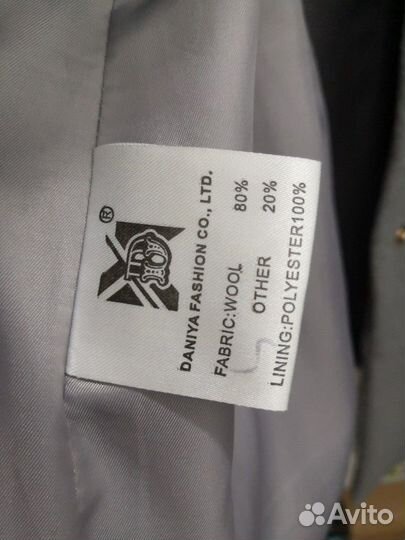 ®
DANIYA FASHION CO., LTD.
FABRIC:WOOL 80%
OTHER 20%
LINING:POLYESTER100%
Avito